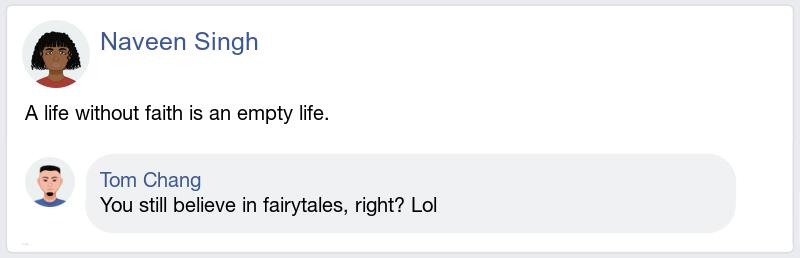 Naveen Singh
A life without faith is an empty life.
Tom Chang
You still believe in fairytales, right? Lol